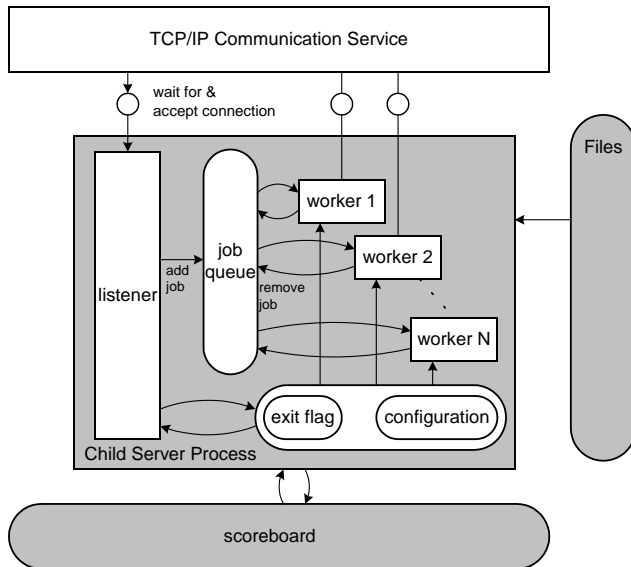 TCP/IP Communication Service
wait for &
accept connection
Files
worker 1
job
queue
worker 2
add
job
listener
remove
job
worker N
exit flag
configuration
Child Server Process
scoreboard